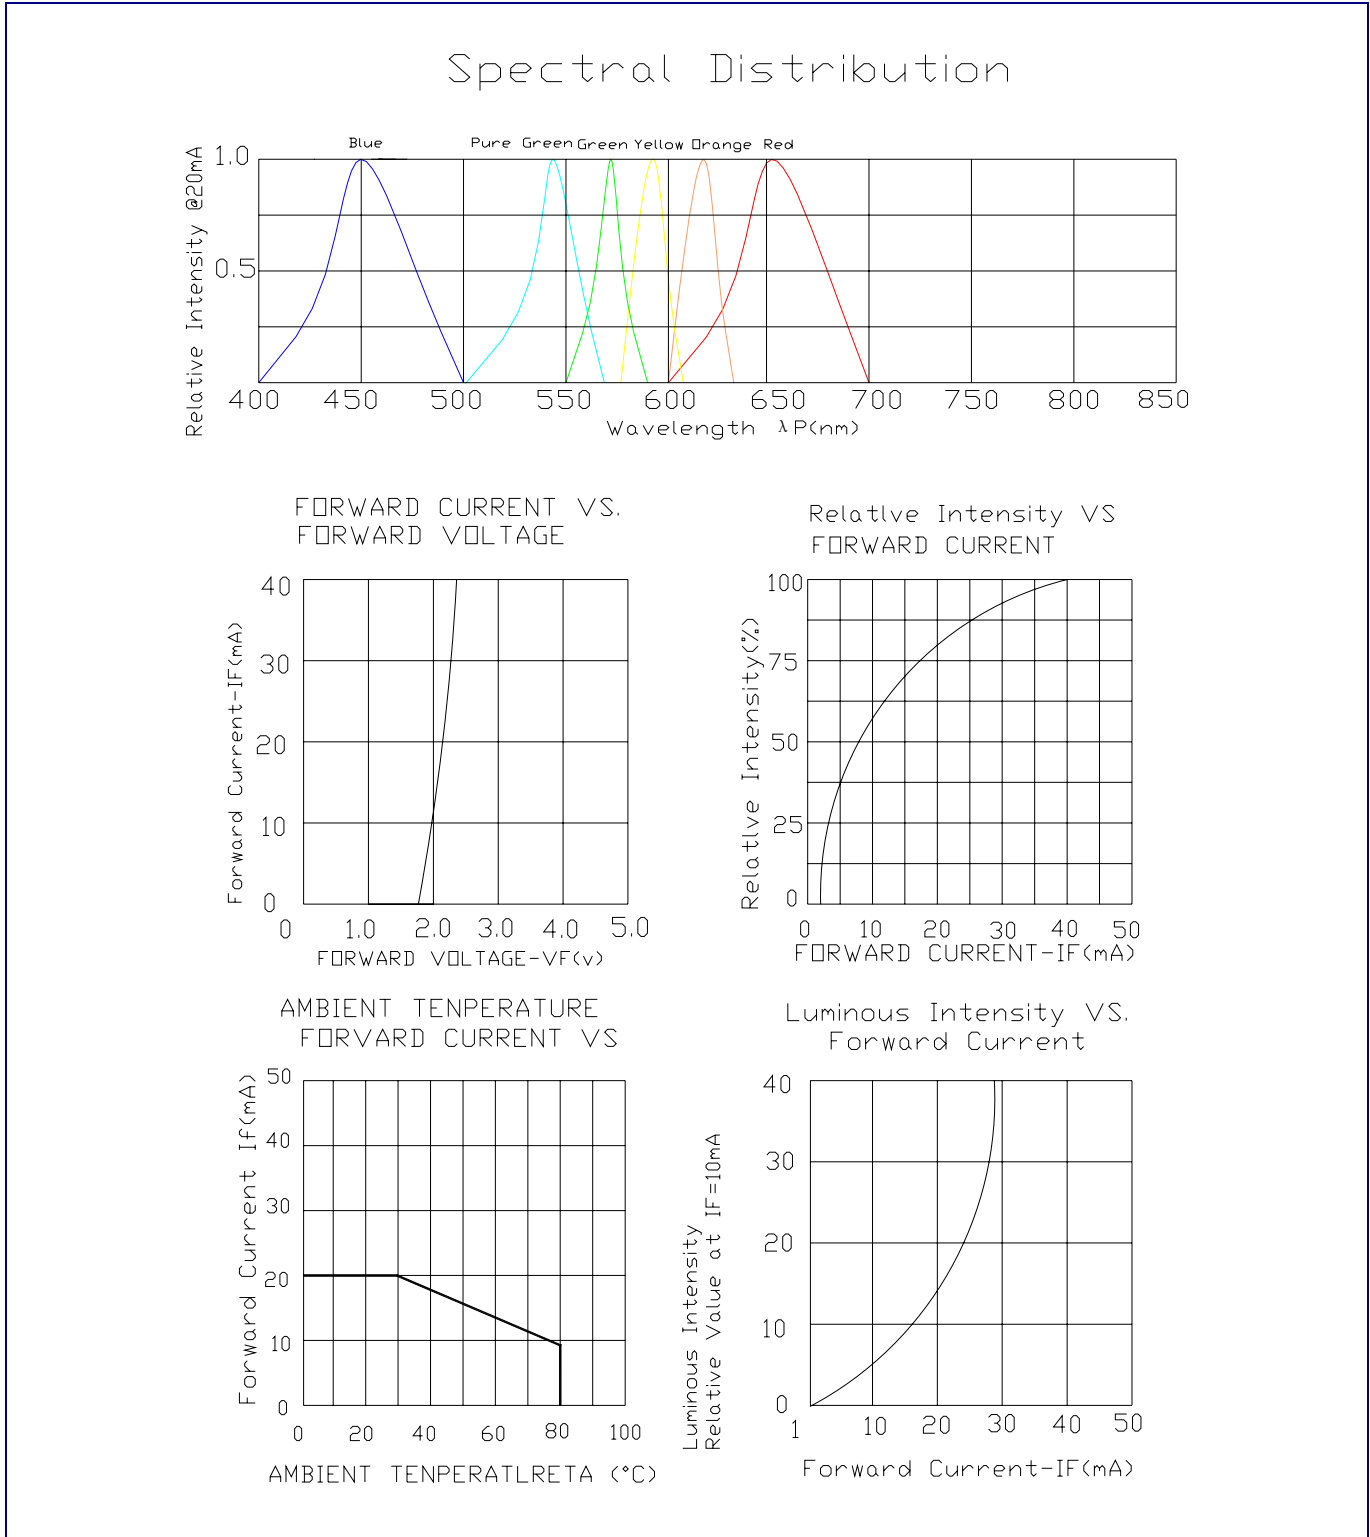 Spectral Distribution
Blue Pure Green Green Yellow Orange Red
Relative Intensity @20mA
1.0
0.5
400 450 500 550 600 650 700 750 800 850
Wavelength λP(nm)
FORWARD CURRENT VS.
FORWARD VOLTAGE
Forward Current-IF(mA)
40
30
20
10
0
0 1.0 2.0 3.0 4.0 5.0
FORWARD VOLTAGE-VF(v)
Relatlve Intensity VS
FORWARD CURRENT
Relatlve Intensity(%)
100
75
50
25
0
0 10 20 30 40 50
FORWARD CURRENT-IF(mA)
AMBIENT TENPERATURE
FORVARD CURRENT VS
Forward Current If(mA)
50
40
30
20
10
0
0 20 40 60 80 100
AMBIENT TENPERATLRETA (°C)
Luminous Intensity VS.
Forward Current
Luminous Intensity
Relative Value at IF=10mA
40
30
20
10
0
1 10 20 30 40 50
Forward Current-IF(mA)